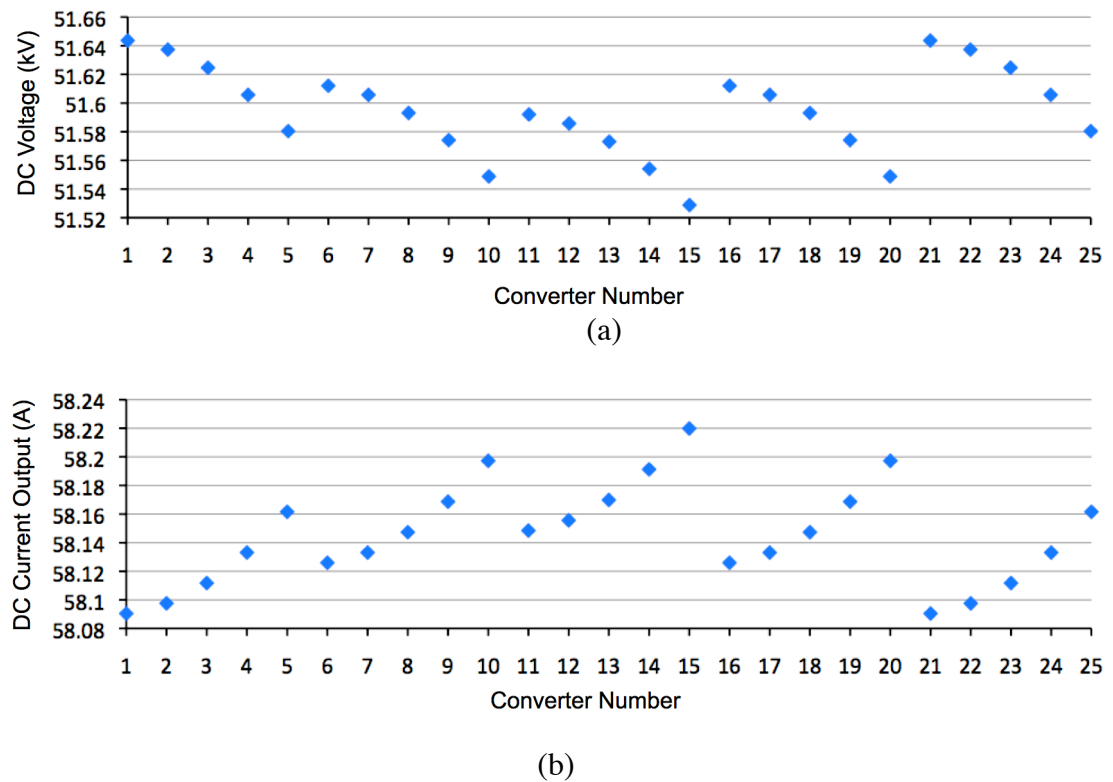 51.66
51.64
51.62
51.6
51.58
51.56
51.54
51.52
DC Voltage (kV)
1 2 3 4 5 6 7 8 9 10 11 12 13 14 15 16 17 18 19 20 21 22 23 24 25
Converter Number
(a)
58.24
58.22
58.2
58.18
58.16
58.14
58.12
58.1
58.08
DC Current Output (A)
1 2 3 4 5 6 7 8 9 10 11 12 13 14 15 16 17 18 19 20 21 22 23 24 25
Converter Number
(b)